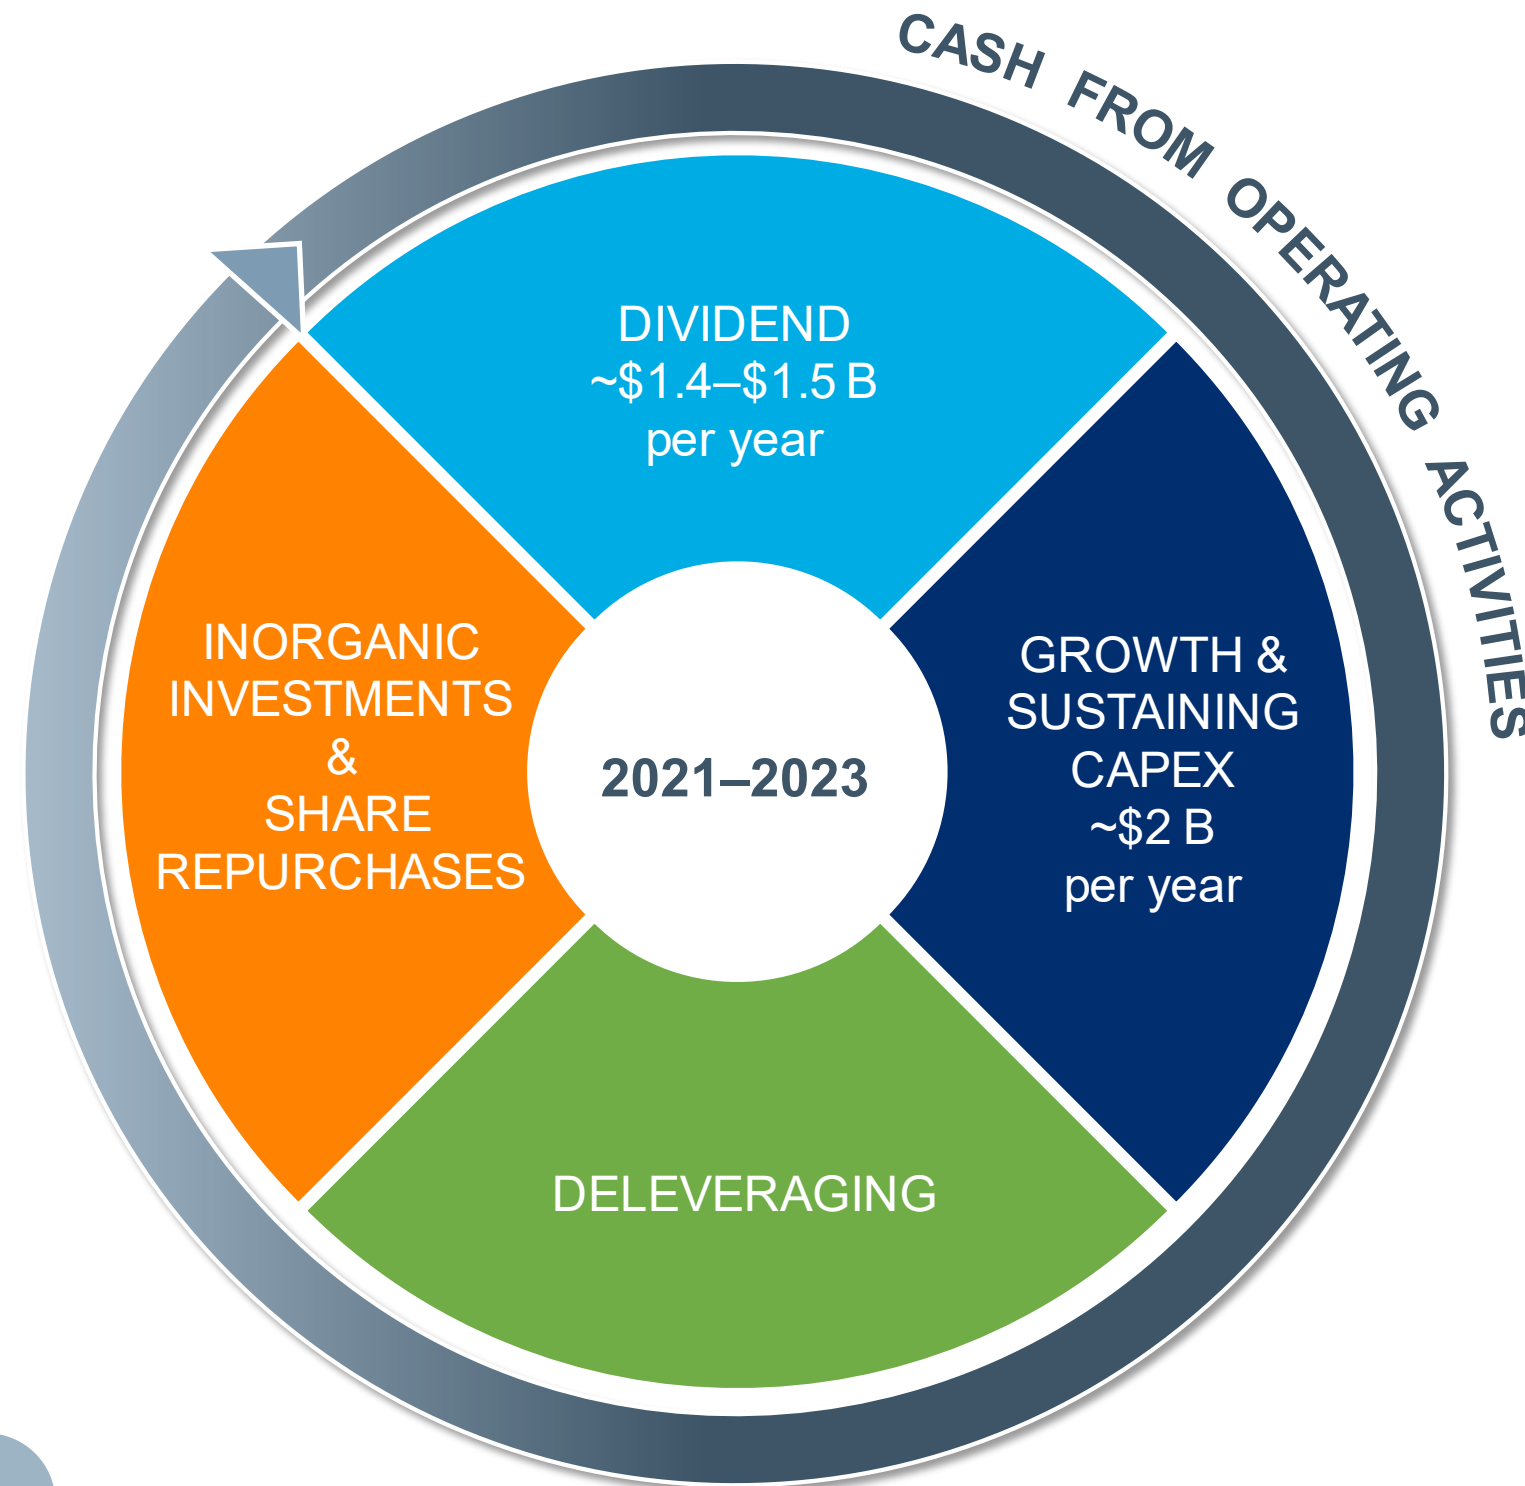 CASH FROM OPERATING ACTIVITIES
DIVIDEND
~$1.4–$1.5 B
per year
GROWTH &
SUSTAINING
CAPEX
~$2 B
per year
DELEVERAGING
INORGANIC
INVESTMENTS
&
SHARE
REPURCHASES
2021–2023